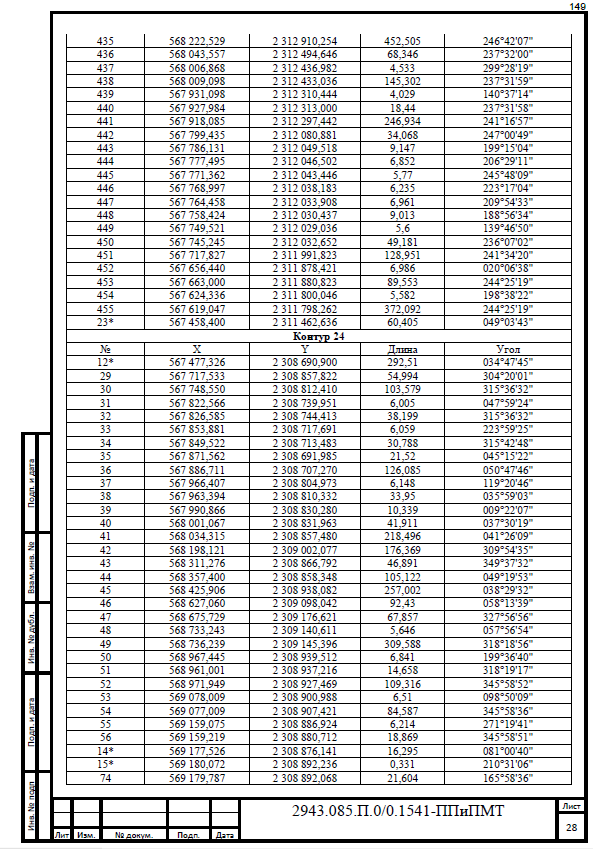 149
435 568 222,529 2 312 910,254 452,505 246°42'07"
436 568 043,557 2 312 494,646 68,346 237°32'00"
437 568 006,868 2 312 436,982 4,533 299°28'19"
438 568 009,098 2 312 433,036 145,302 237°31'59"
439 567 931,098 2 312 310,444 4,029 140°37'14"
440 567 927,984 2 312 313,000 18,44 237°31'58"
441 567 918,085 2 312 297,442 246,934 241°16'57"
442 567 799,435 2 312 080,881 34,068 247°00'49"
443 567 786,131 2 312 049,518 9,147 199°15'04"
444 567 777,495 2 312 046,502 6,852 206°29'11"
445 567 771,362 2 312 043,446 5,77 245°48'09"
446 567 768,997 2 312 038,183 6,235 223°17'04"
447 567 764,458 2 312 033,908 6,961 209°54'33"
448 567 758,424 2 312 030,437 9,013 188°56'34"
449 567 749,521 2 312 029,036 5,6 139°46'50"
450 567 745,245 2 312 032,652 49,181 236°07'02"
451 567 717,827 2 311 991,823 128,951 241°34'20"
452 567 656,440 2 311 878,421 6,986 020°06'38"
453 567 663,000 2 311 880,823 89,553 244°25'19"
454 567 624,336 2 311 800,046 5,582 198°38'22"
455 567 619,047 2 311 798,262 372,092 244°25'19"
23* 567 458,400 2 311 462,636 60,405 049°03'43"
Контур 24
№ X Y Длина Угол
12* 567 477,326 2 308 690,900 292,51 034°47'45"
29 567 717,533 2 308 857,822 54,994 304°20'01"
30 567 748,550 2 308 812,410 103,579 315°36'32"
31 567 822,566 2 308 739,951 6,005 047°59'24"
32 567 826,585 2 308 744,413 38,199 315°36'32"
33 567 853,881 2 308 717,691 6,059 223°59'25"
34 567 849,522 2 308 713,483 30,788 315°42'48"
35 567 871,562 2 308 691,985 21,52 045°15'22"
36 567 886,711 2 308 707,270 126,085 050°47'46"
37 567 966,407 2 308 804,973 6,148 119°20'46"
38 567 963,394 2 308 810,332 33,95 035°59'03"
39 567 990,866 2 308 830,280 10,339 009°22'07"
40 568 001,067 2 308 831,963 41,911 037°30'19"
41 568 034,315 2 308 857,480 218,496 041°26'09"
42 568 198,121 2 309 002,077 176,369 309°54'35"
43 568 311,276 2 308 866,792 46,891 349°37'32"
44 568 357,400 2 308 858,348 105,122 049°19'53"
45 568 425,906 2 308 938,082 257,002 038°29'32"
46 568 627,060 2 309 098,042 92,43 058°13'39"
47 568 675,729 2 309 176,621 67,857 327°56'56"
48 568 733,243 2 309 140,611 5,646 057°56'54"
49 568 736,239 2 309 145,396 309,588 318°18'56"
50 568 967,445 2 308 939,512 6,841 199°36'40"
51 568 961,001 2 308 937,216 14,658 318°19'17"
52 568 971,949 2 308 927,469 109,316 345°58'52"
53 569 078,009 2 308 900,988 6,51 098°50'09"
54 569 077,009 2 308 907,421 84,587 345°58'36"
55 569 159,075 2 308 886,924 6,214 271°19'41"
56 569 159,219 2 308 880,712 18,869 345°58'51"
14* 569 177,526 2 308 876,141 16,295 081°00'40"
15* 569 180,072 2 308 892,236 0,331 210°31'06"
74 569 179,787 2 308 892,068 21,604 165°58'36"
Подп. и дата
Взам. инв. №
Инв. № дубл.
Подп. и дата
Инв. № подп
2943.085.П.0/0.1541-ППиПМТ
Лист
28
Лит Изм. № докум. Подп. Дата